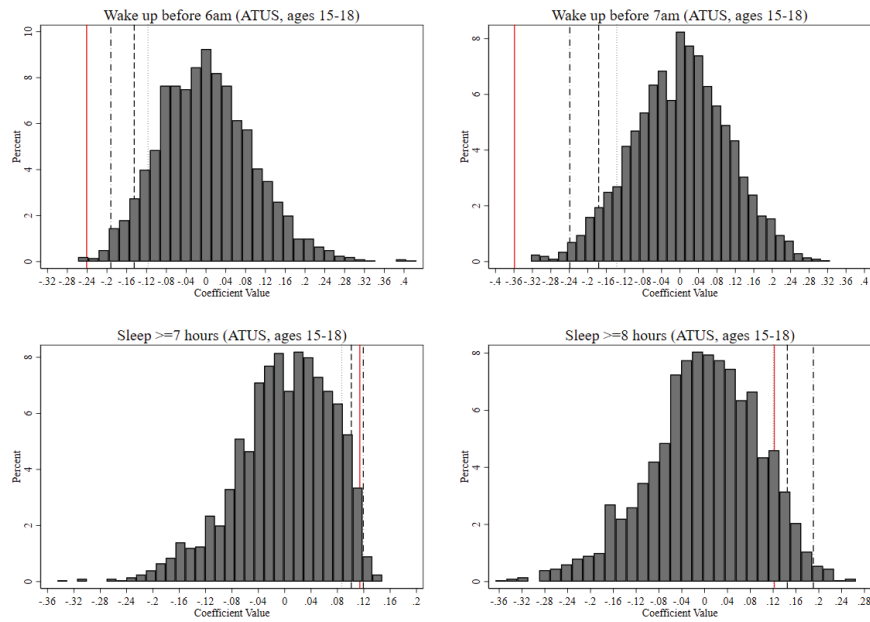 Wake up before 6am (ATUS, ages 15-18)
Percent
10
8
6
4
2
0
-.32 -.28 -.24 -.2 -.16 -.12 -.08 -.04 0 .04 .08 .12 .16 .2 .24 .28 .32 .36 .4
Coefficient Value
Wake up before 7am (ATUS, ages 15-18)
Percent
8
6
4
2
0
-.4 -.36 -.32 -.28 -.24 -.2 -.16 -.12 -.08 -.04 0 .04 .08 .12 .16 .2 .24 .28 .32 .36 .4
Coefficient Value
Sleep >=7 hours (ATUS, ages 15-18)
Percent
8
6
4
2
0
-.36 -.32 -.28 -.24 -.2 -.16 -.12 -.08 -.04 0 .04 .08 .12 .16 .2
Coefficient Value
Sleep >=8 hours (ATUS, ages 15-18)
Percent
8
6
4
2
0
-.36 -.32 -.28 -.24 -.2 -.16 -.12 -.08 -.04 0 .04 .08 .12 .16 .2 .24 .28
Coefficient Value